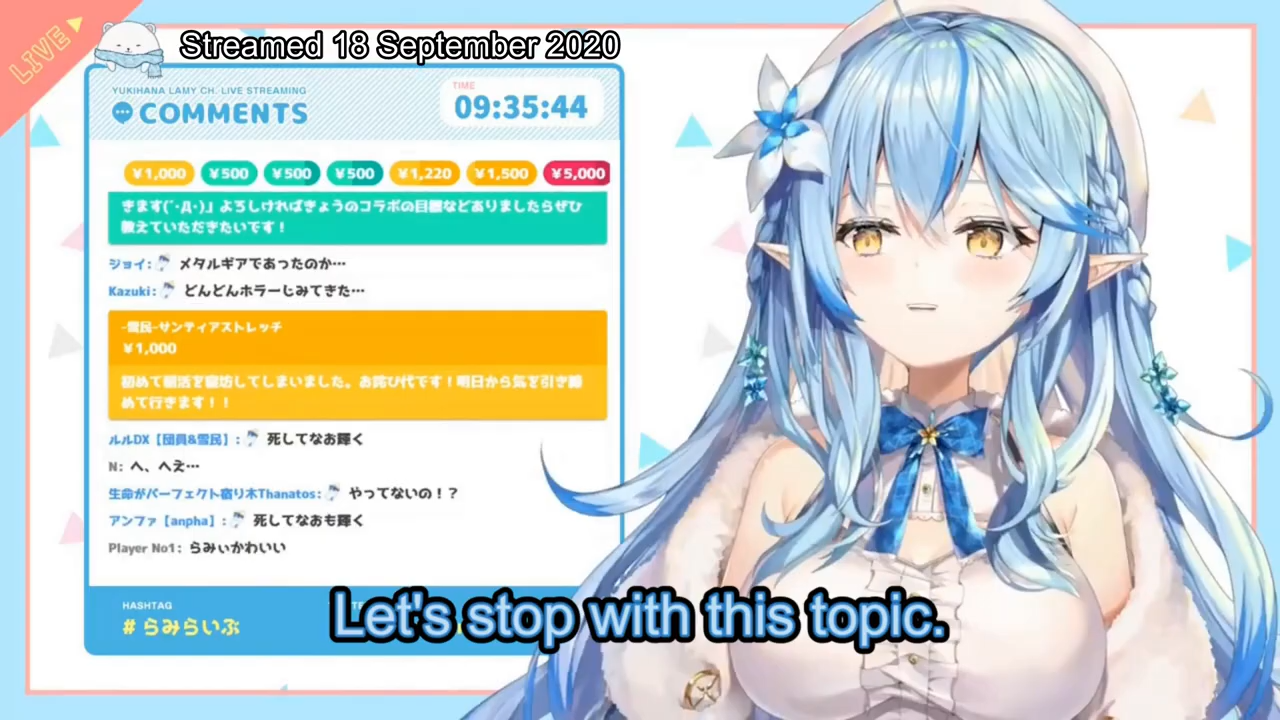 LIVE
Streamed 18 September 2020
YUKIHANA LAMY CH. LIVE STREAMING
COMMENTS
TIME
09:35:44
¥1,000 ¥500 ¥500 ¥500 ¥1,220 ¥1,500 ¥5,000
きます(´･Д･)」よろしければきょうのコラボの目標などありましたらぜひ
教えていただきたいです！
ジョイ: メタルギアであったのか…
Kazuki: どんどんホラーじみてきた…
-雪民-サンティアストレッチ
¥1,000
初めて朝活を寝坊してしまいました。お詫び代です！明日から気を引き締
めて行きます！！
ルルDX【団員&雪民】: 死してなお輝く
N: へ、へえ…
生命がパーフェクト宿り木Thanatos: やってないの！？
アンファ【anpha】: 死してなおも輝く
Player No1: らみぃかわいい
HASHTAG
#らみらいぶ
Let's stop with this topic.